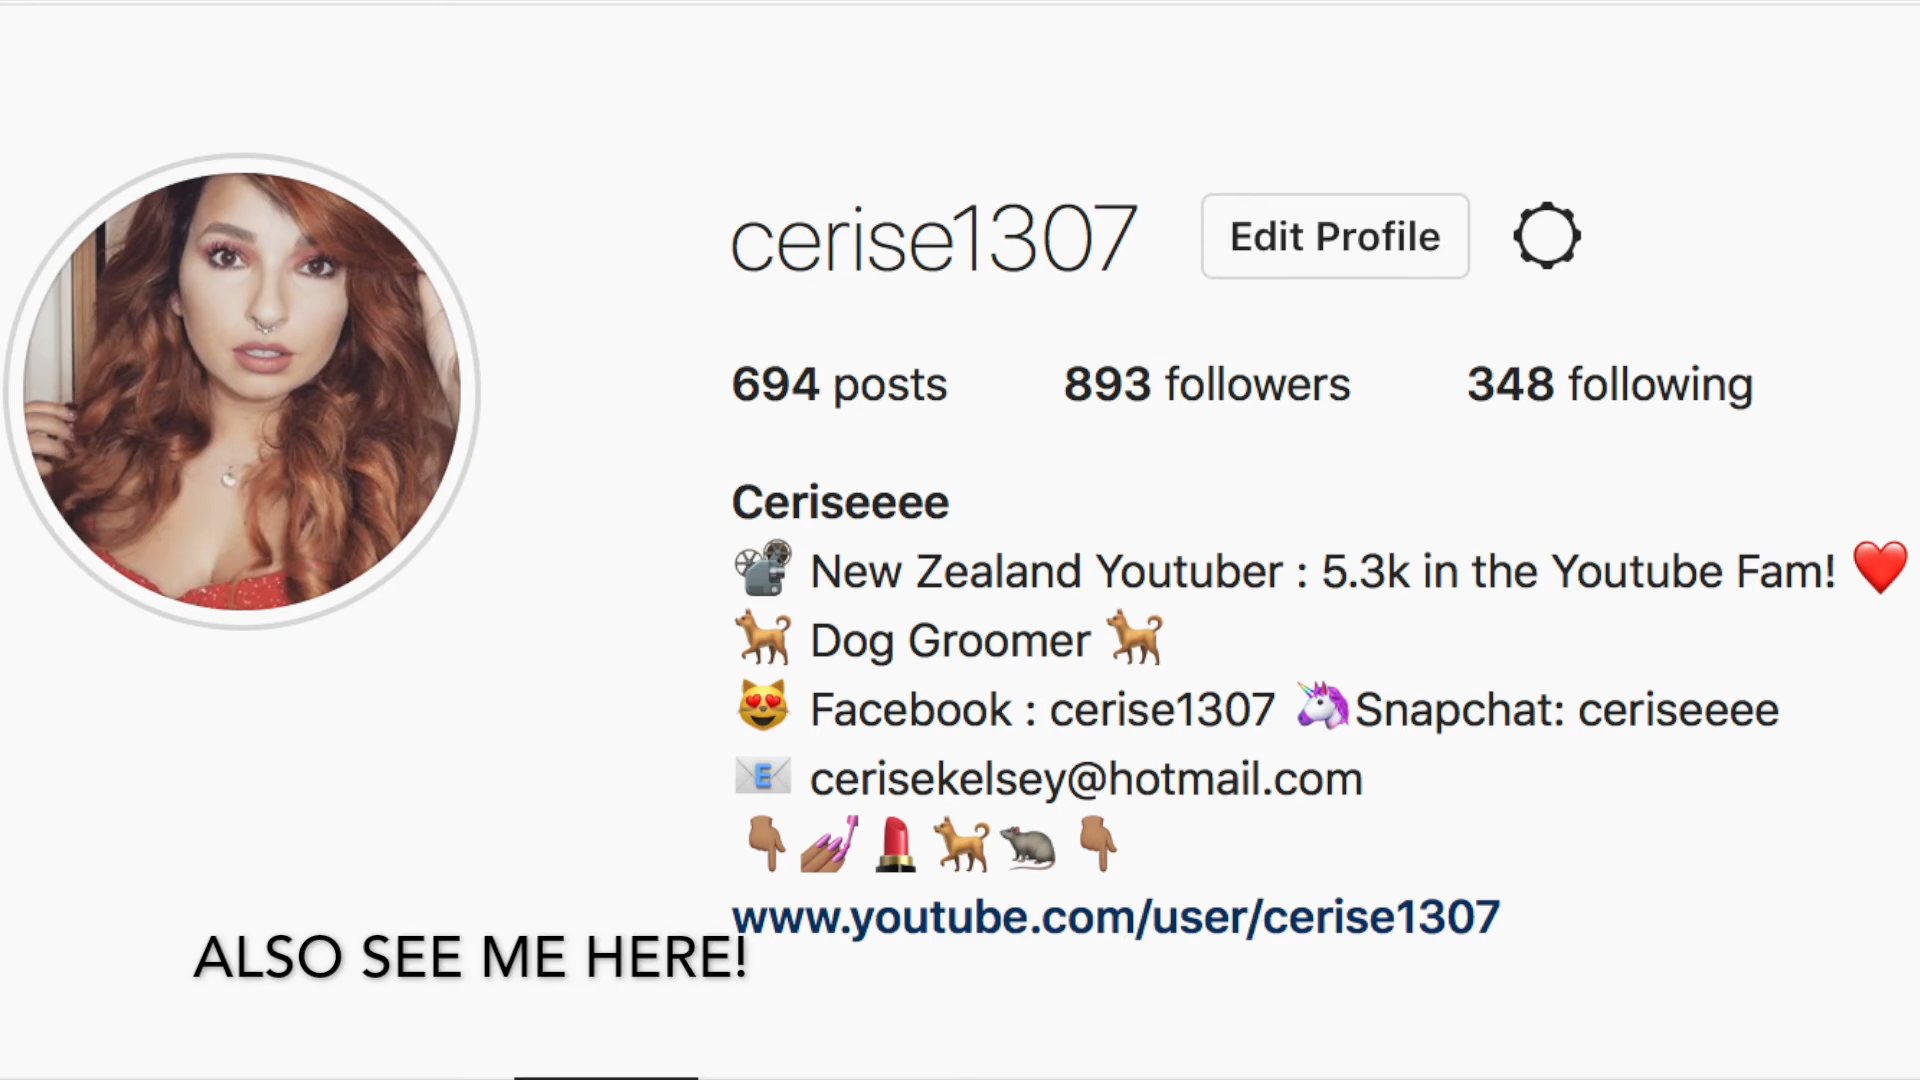 cerise1307 Edit Profile
694 posts 893 followers 348 following
Ceriseeee
New Zealand Youtuber : 5.3k in the Youtube Fam!
Dog Groomer
Facebook : cerise1307 Snapchat: ceriseeee
cerisekelsey@hotmail.com
www.youtube.com/user/cerise1307
ALSO SEE ME HERE!